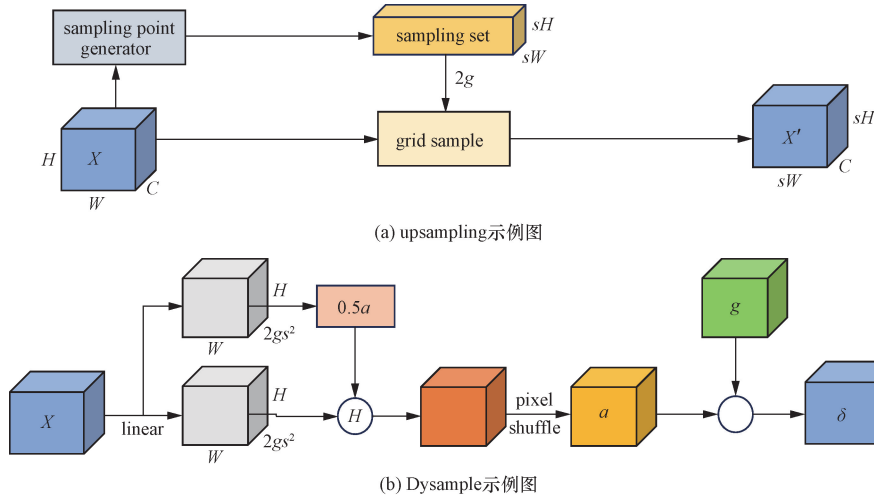 sampling point
generator
sampling set
sH
sW
2g
H
X
W
C
grid sample
X′
sH
sW
C
(a) upsampling示例图
H
W
2gs²
0.5a
g
X
linear
H
W
2gs²
H
pixel
shuffle
a
δ
(b) Dysample示例图